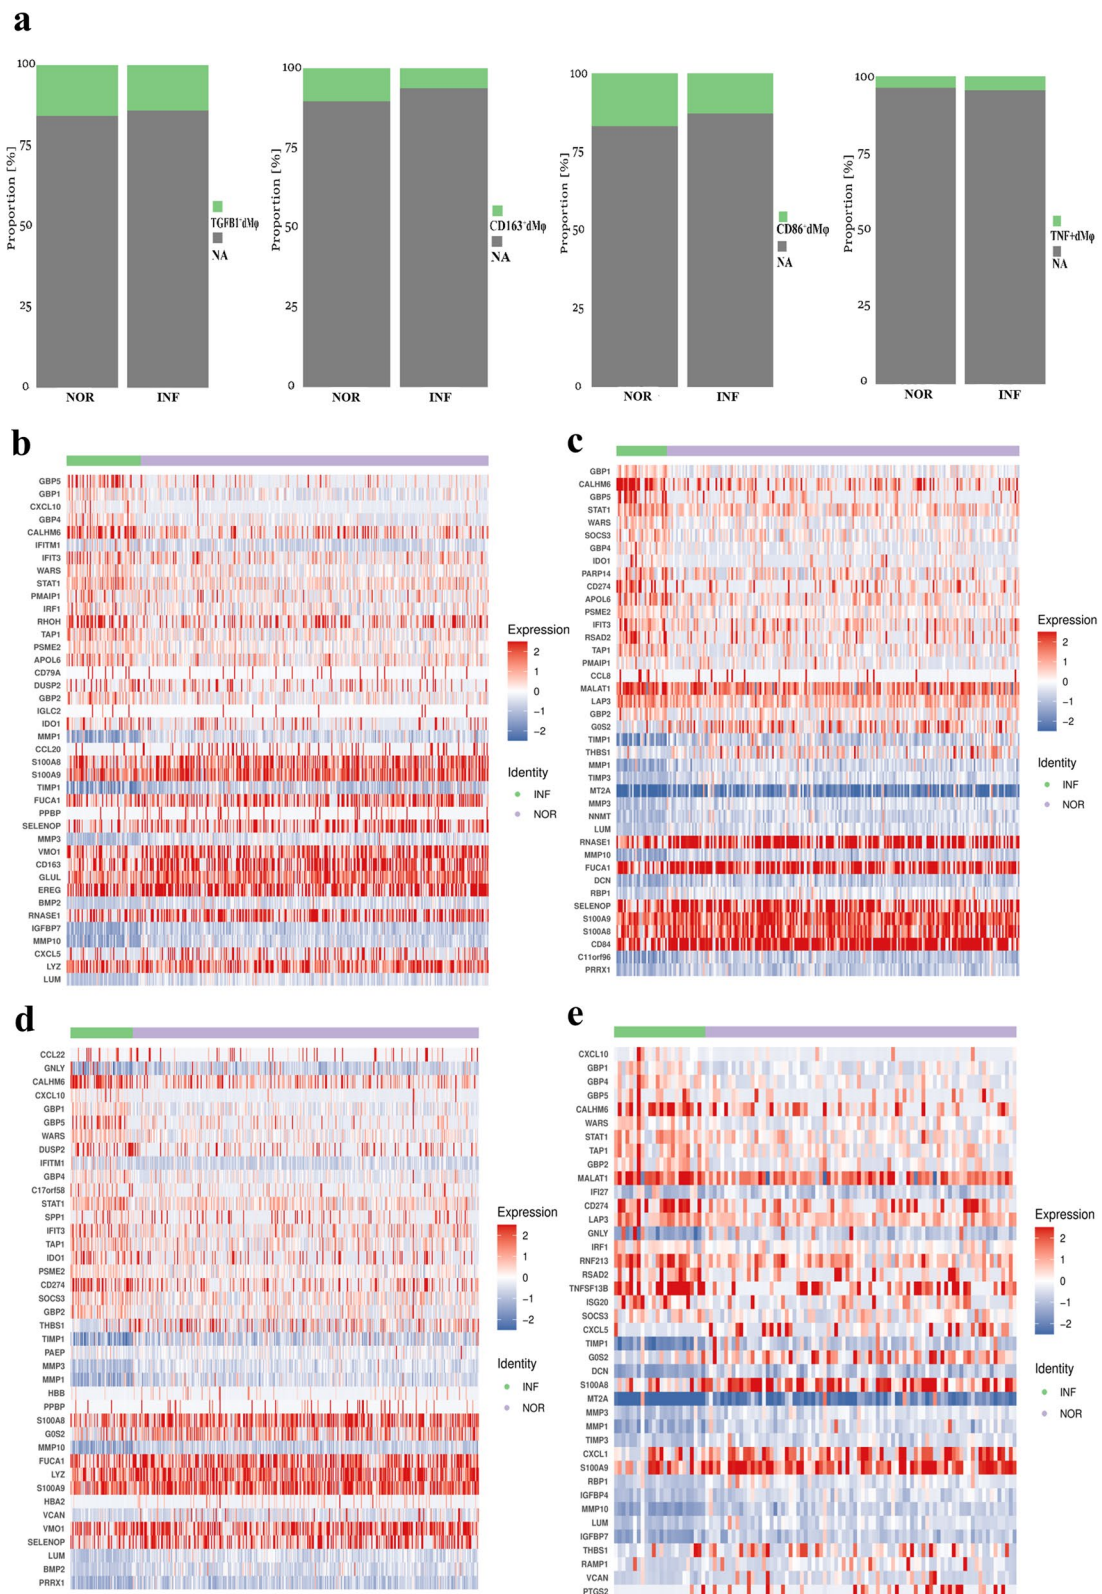 a
100
75
50
25
0
Proportion [%]
NOR
INF
TGFB1⁻dMφ
NA
100
75
50
25
0
Proportion [%]
NOR
INF
CD163⁻dMφ
NA
100
75
50
25
0
Proportion [%]
NOR
INF
CD86⁻dMφ
NA
100
75
50
25
0
Proportion [%]
NOR
INF
TNF+dMφ
NA
b
GBP5
GBP1
CXCL10
GBP4
CALHM6
IFITM1
IFIT3
WARS
STAT1
PMAIP1
IRF1
RHOH
TAP1
PSME2
APOL6
CD79A
DUSP2
GBP2
IGLC2
IDO1
MMP1
CCL20
S100A8
S100A9
TIMP1
FUCA1
PPBP
SELENOP
MMP3
VMO1
CD163
GLUL
EREG
BMP2
RNASE1
IGFBP7
MMP10
CXCL5
LYZ
LUM
Expression
2
1
0
−1
−2
Identity
INF
NOR
c
GBP1
CALHM6
GBP5
STAT1
WARS
SOCS3
GBP4
IDO1
PARP14
CD274
APOL6
PSME2
IFIT3
RSAD2
TAP1
PMAIP1
CCL8
MALAT1
LAP3
GBP2
G0S2
TIMP1
THBS1
MMP1
TIMP3
MT2A
MMP3
NNMT
LUM
RNASE1
MMP10
FUCA1
DCN
RBP1
SELENOP
S100A9
S100A8
CD84
C11orf96
PRRX1
Expression
2
1
0
−1
−2
Identity
INF
NOR
d
CCL22
GNLY
CALHM6
CXCL10
GBP1
GBP5
WARS
DUSP2
IFITM1
GBP4
C17orf58
STAT1
SPP1
IFIT3
TAP1
IDO1
PSME2
CD274
SOCS3
GBP2
THBS1
TIMP1
PAEP
MMP3
MMP1
HBB
PPBP
S100A8
G0S2
MMP10
FUCA1
LYZ
S100A9
HBA2
VCAN
VMO1
SELENOP
LUM
BMP2
PRRX1
Expression
2
1
0
−1
−2
Identity
INF
NOR
e
CXCL10
GBP1
GBP4
GBP5
CALHM6
WARS
STAT1
TAP1
GBP2
MALAT1
IFI27
CD274
LAP3
GNLY
IRF1
RNF213
RSAD2
TNFSF13B
ISG20
SOCS3
CXCL5
TIMP1
G0S2
DCN
S100A8
MT2A
MMP3
MMP1
TIMP3
CXCL1
S100A9
RBP1
IGFBP4
MMP10
LUM
IGFBP7
THBS1
RAMP1
VCAN
PTGS2
Expression
2
1
0
−1
−2
Identity
INF
NOR